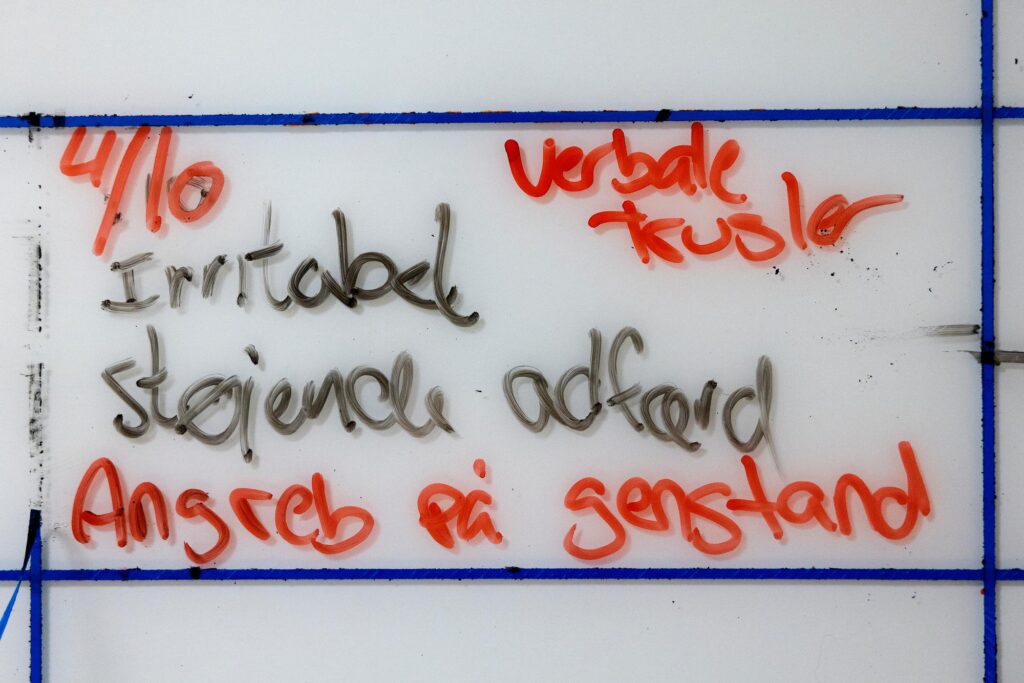 4/10
Verbale
trusler
Irritabel
støjende adfærd
Angreb på genstand